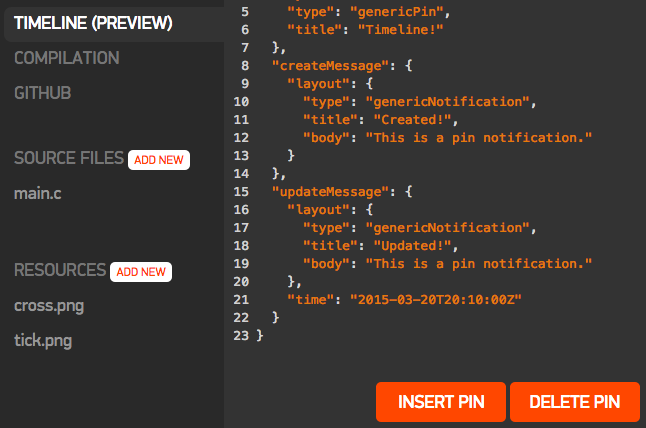 TIMELINE (PREVIEW)
COMPILATION
GITHUB
SOURCE FILES ADD NEW
main.c
RESOURCES ADD NEW
cross.png
tick.png
5 "type": "genericPin",
6 "title": "Timeline!"
7 },
8 "createMessage": {
9 "layout": {
10 "type": "genericNotification",
11 "title": "Created!",
12 "body": "This is a pin notification."
13 }
14 },
15 "updateMessage": {
16 "layout": {
17 "type": "genericNotification",
18 "title": "Updated!",
19 "body": "This is a pin notification."
20 },
21 "time": "2015-03-20T20:10:00Z"
22 }
23 }
INSERT PIN DELETE PIN